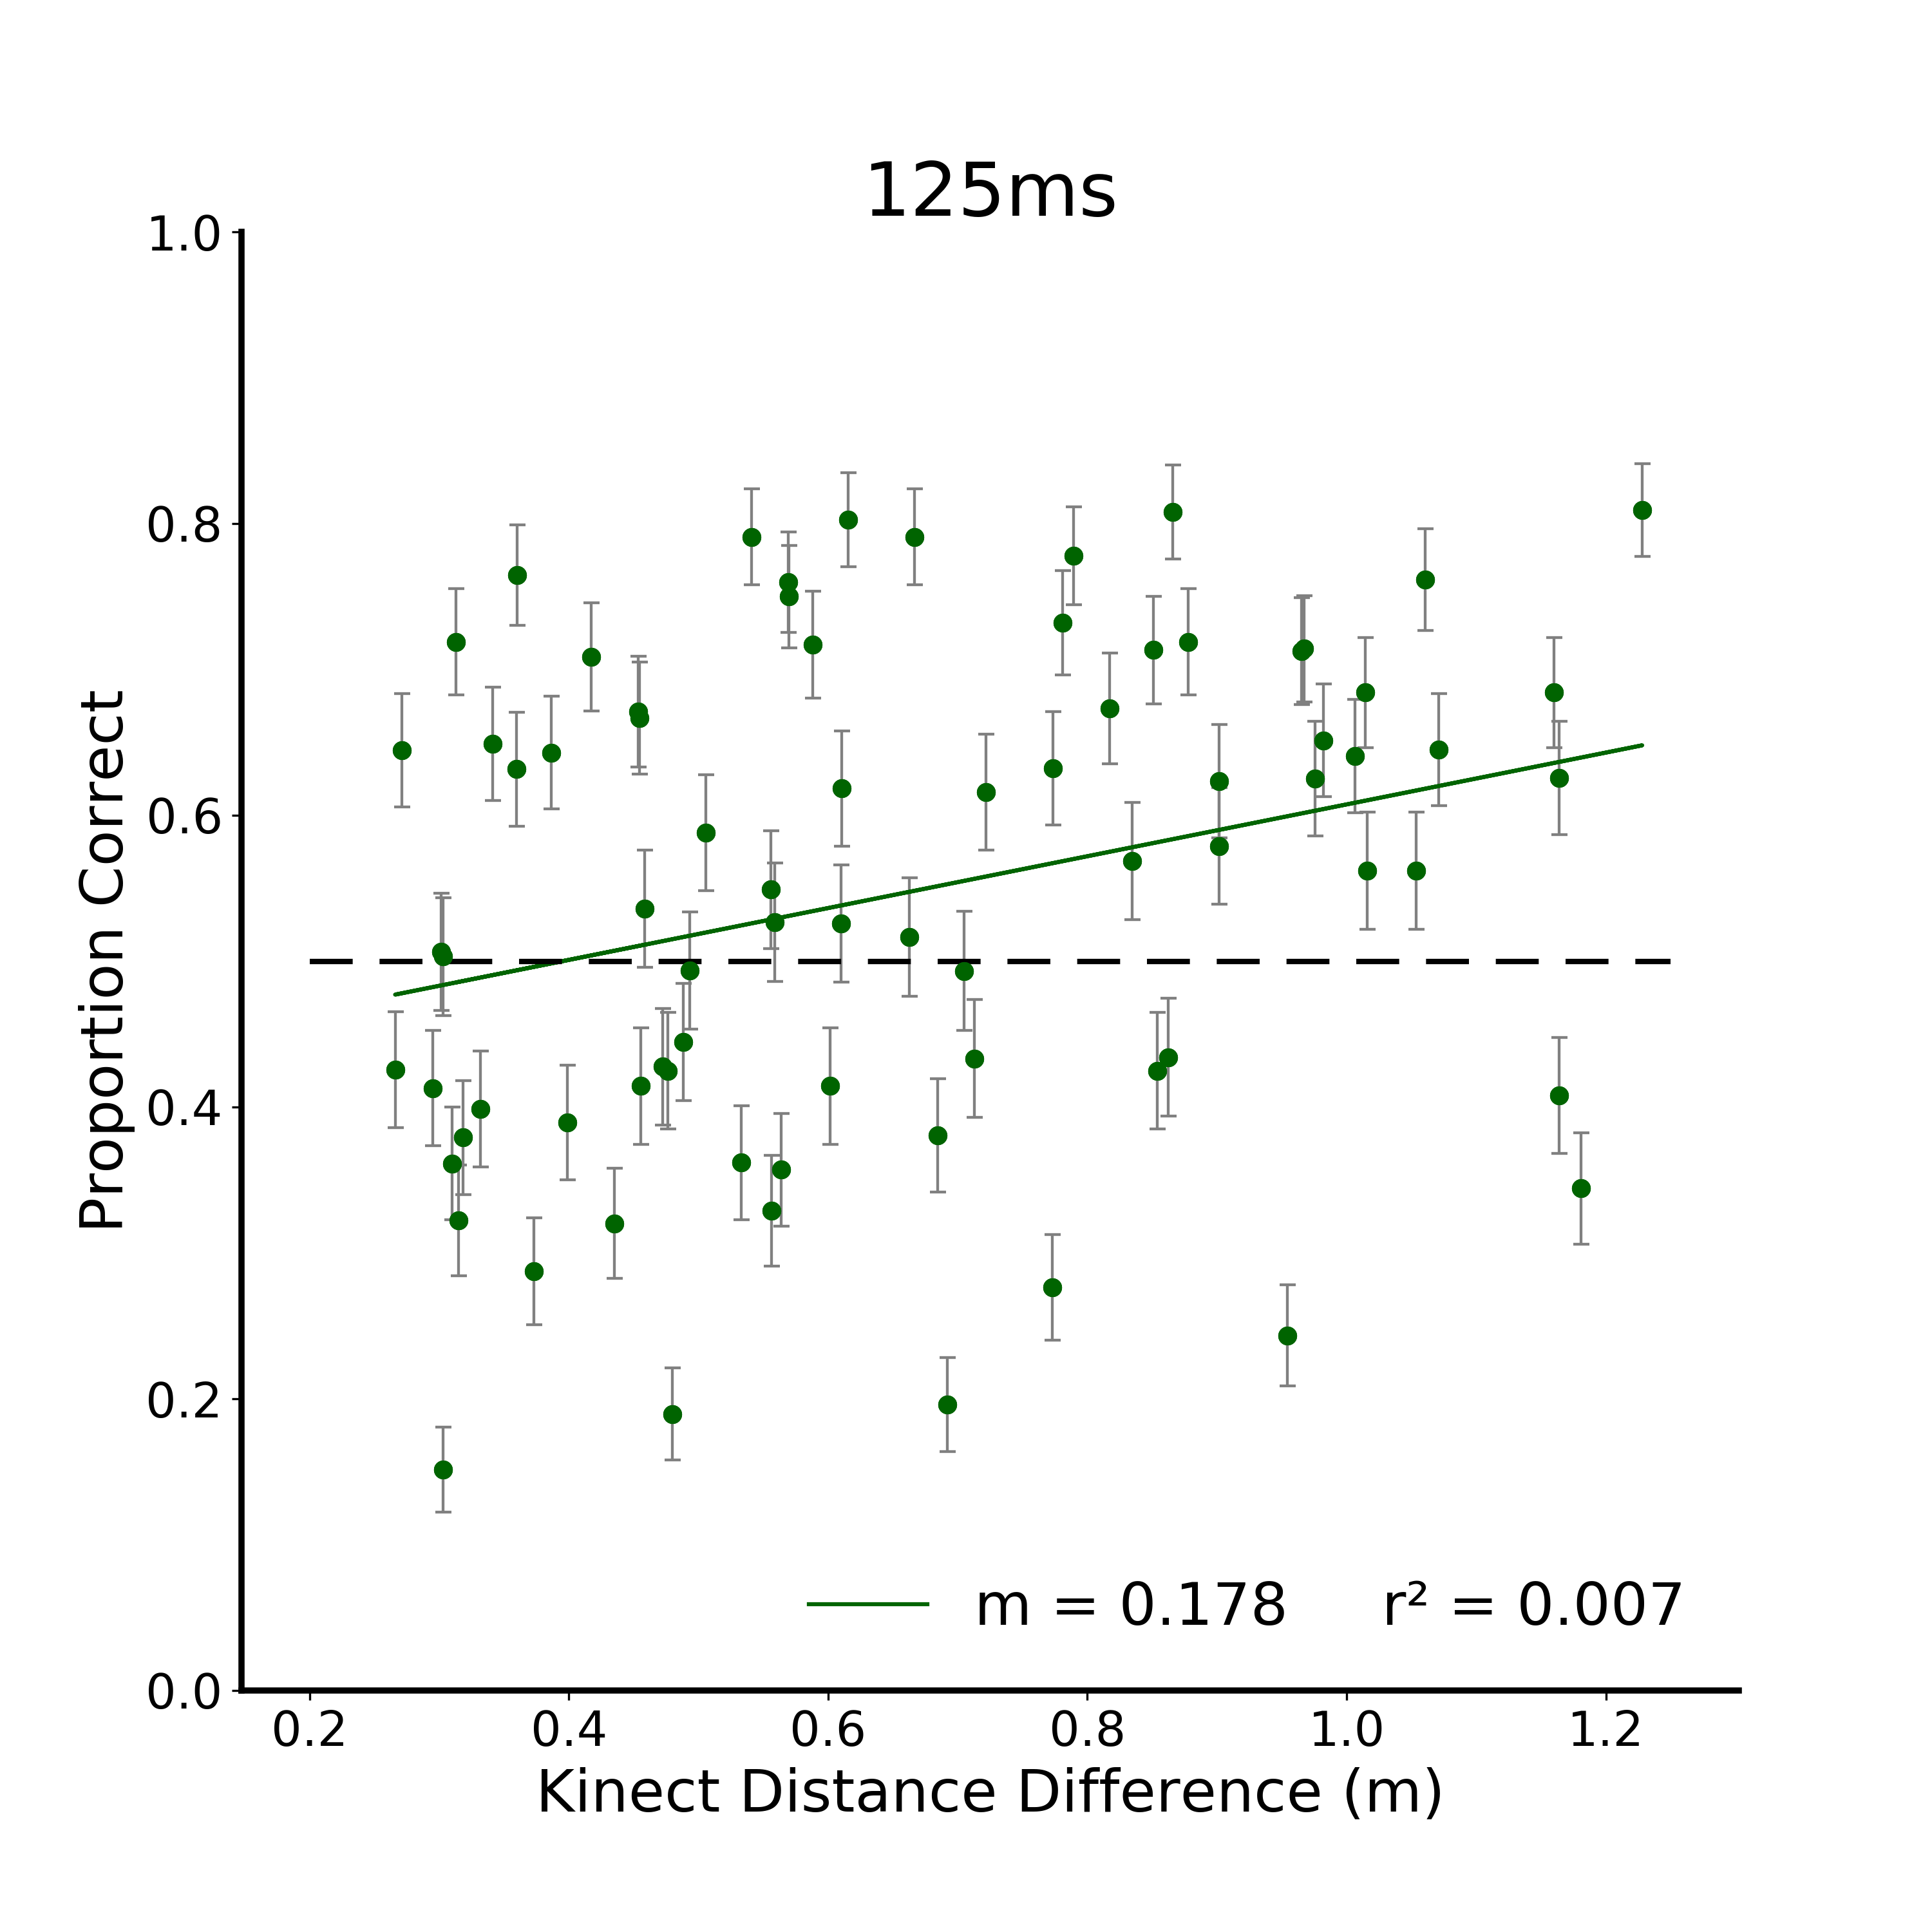 125ms
1.0
0.8
0.6
0.4
0.2
0.0
Proportion Correct
m = 0.178 r² = 0.007
0.2 0.4 0.6 0.8 1.0 1.2
Kinect Distance Difference (m)